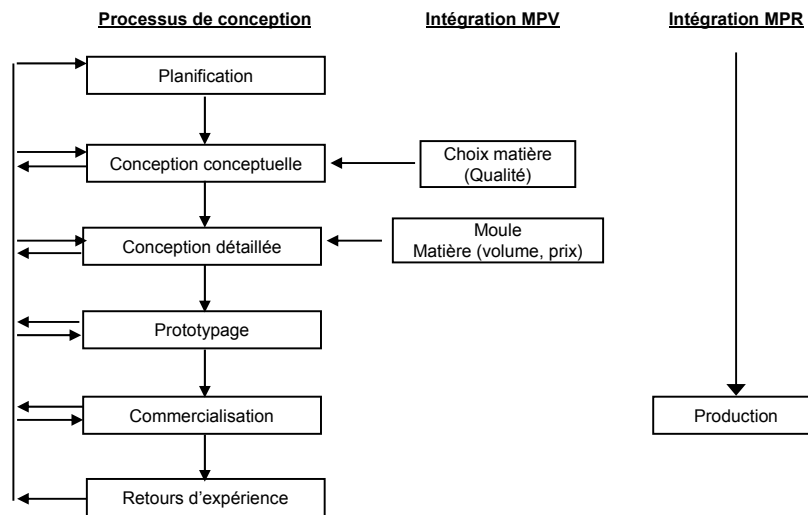 Processus de conception
Intégration MPV
Intégration MPR
Planification
Conception conceptuelle
Choix matière
(Qualité)
Conception détaillée
Moule
Matière (volume, prix)
Prototypage
Commercialisation
Production
Retours d’expérience